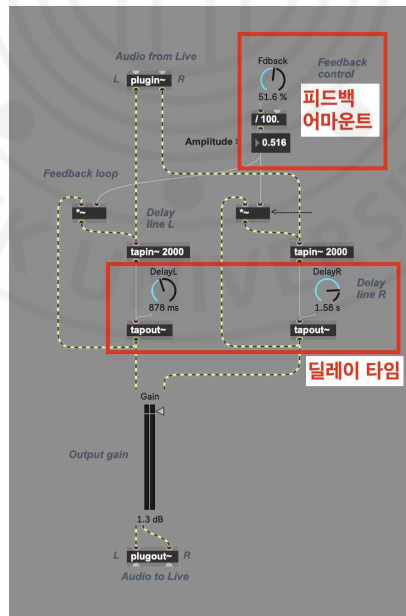 Audio from Live
L plugin~ R
Fdback
51.6 %
Feedback
control
/ 100.
피드백
어마운트
Amplitude :
0.516
Feedback loop
*~
*~
Delay
line L
tapin~ 2000
tapin~ 2000
DelayL
878 ms
DelayR
1.58 s
Delay
line R
tapout~
tapout~
딜레이 타임
Gain
Output gain
1.3 dB
L plugout~ R
Audio to Live